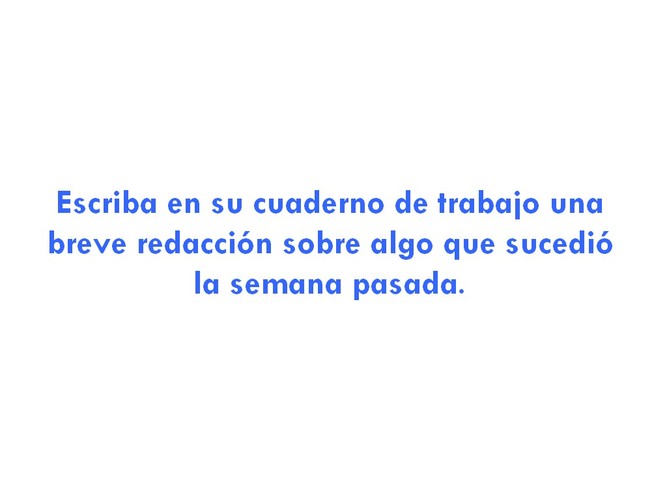 Escriba en su cuaderno de trabajo una
breve redacción sobre algo que sucedió
la semana pasada.